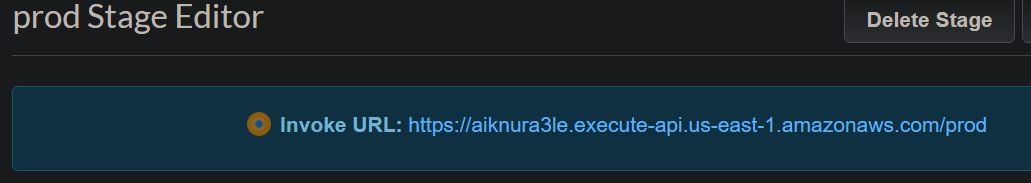 prod Stage Editor
Delete Stage
Invoke URL: https://aiknura3le.execute-api.us-east-1.amazonaws.com/prod